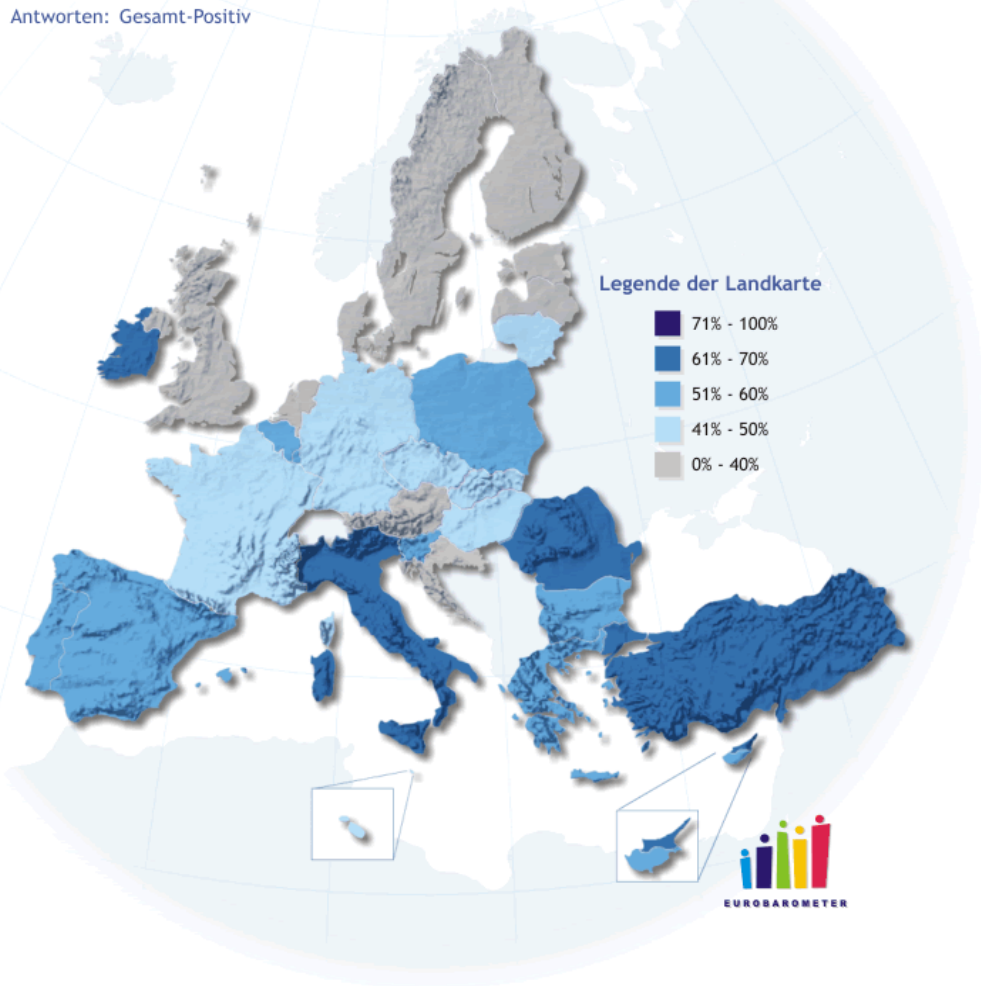 Antworten: Gesamt-Positiv
Legende der Landkarte
71% - 100%
61% - 70%
51% - 60%
41% - 50%
0% - 40%
EUROBAROMETER